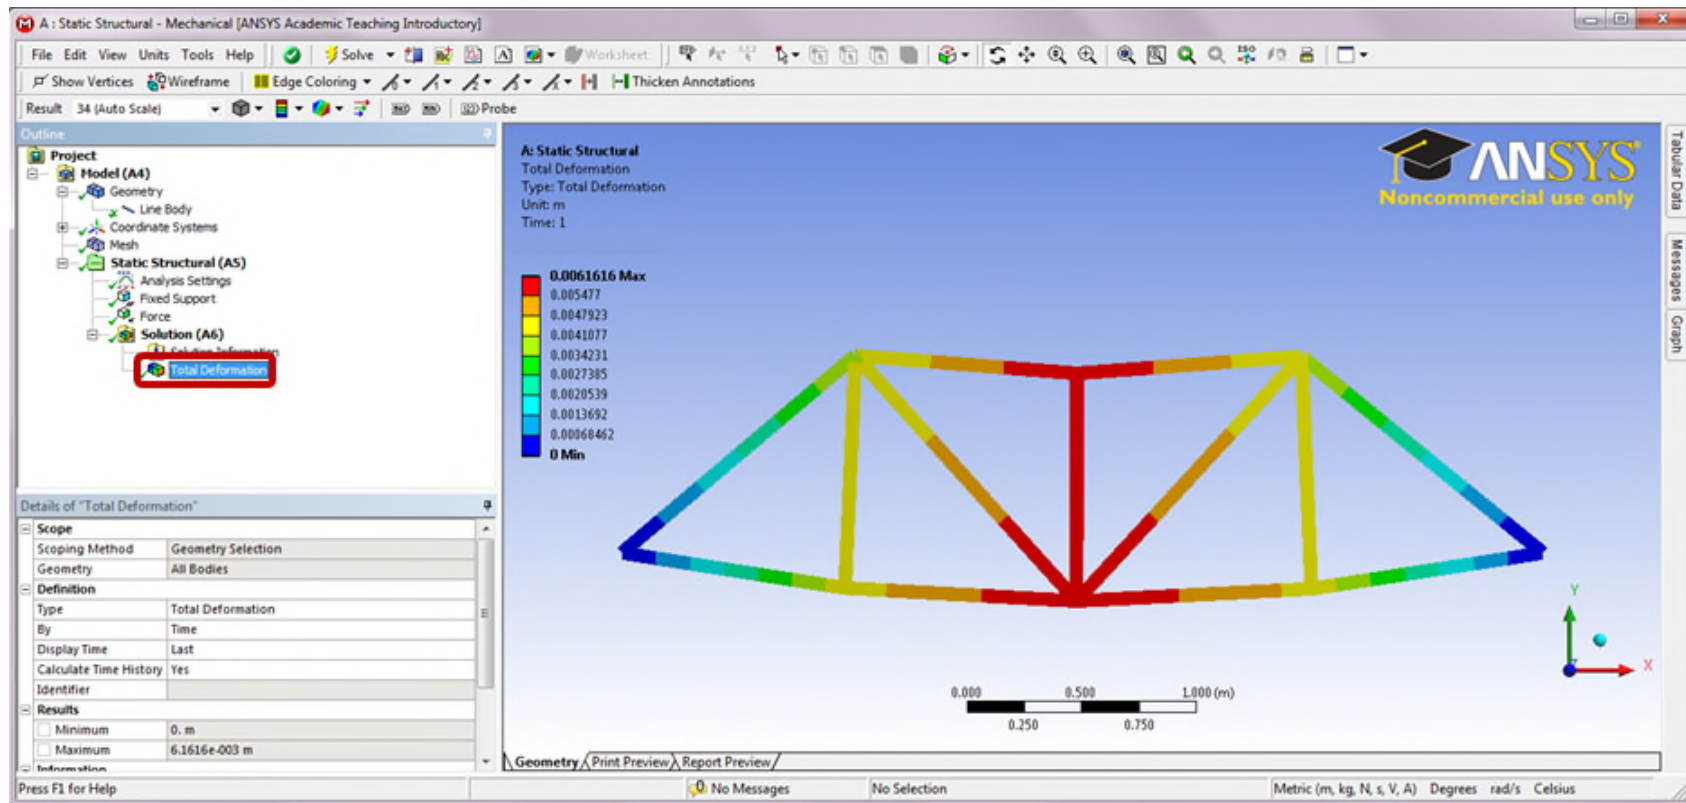 A : Static Structural - Mechanical [ANSYS Academic Teaching Introductory]
File Edit View Units Tools Help Solve Worksheet
Show Vertices Wireframe Edge Coloring Thicken Annotations
Result 34 (Auto Scale) Probe
Outline
Project
Model (A4)
Geometry
Line Body
Coordinate Systems
Mesh
Static Structural (A5)
Analysis Settings
Fixed Support
Force
Solution (A6)
Solution Information
Total Deformation
Details of "Total Deformation"
Scope
Scoping Method Geometry Selection
Geometry All Bodies
Definition
Type Total Deformation
By Time
Display Time Last
Calculate Time History Yes
Identifier
Results
Minimum 0. m
Maximum 6.1616e-003 m
Information
A: Static Structural
Total Deformation
Type: Total Deformation
Unit: m
Time: 1
0.0061616 Max
0.005477
0.0047923
0.0041077
0.0034231
0.0027385
0.0020539
0.0013692
0.00068462
0 Min
ANSYS
Noncommercial use only
Y
X
Z
0.000 0.500 1.000 (m)
0.250 0.750
Geometry Print Preview Report Preview
Tabular Data
Messages
Graph
Press F1 for Help 0 No Messages No Selection Metric (m, kg, N, s, V, A) Degrees rad/s Celsius